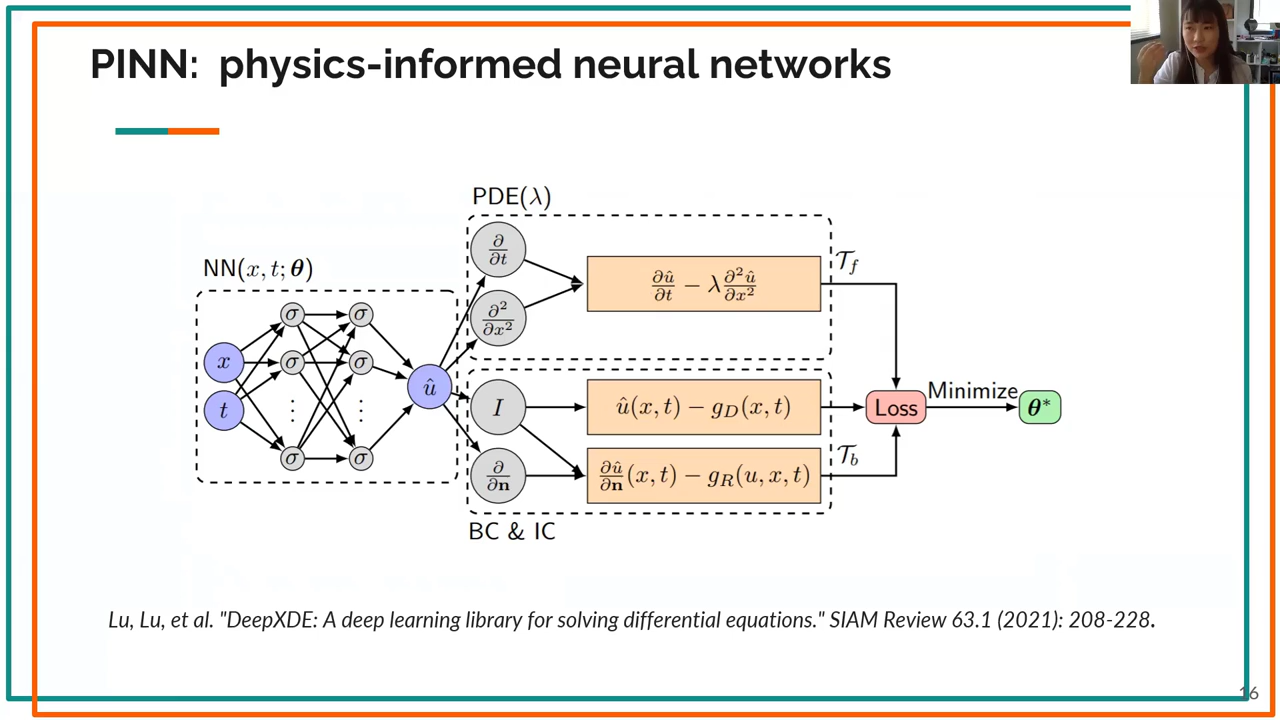 PINN: physics-informed neural networks
PDE(λ)
∂/∂t
∂²/∂x²
∂û/∂t − λ ∂²û/∂x²
𝒯_f
NN(x, t; θ)
x
t
σ
σ
σ
σ
σ
σ
û
I
∂/∂n
û(x, t) − g_D(x, t)
∂û/∂n(x, t) − g_R(u, x, t)
𝒯_b
BC & IC
Loss
Minimize
θ*
Lu, Lu, et al. "DeepXDE: A deep learning library for solving differential equations." SIAM Review 63.1 (2021): 208-228.
16